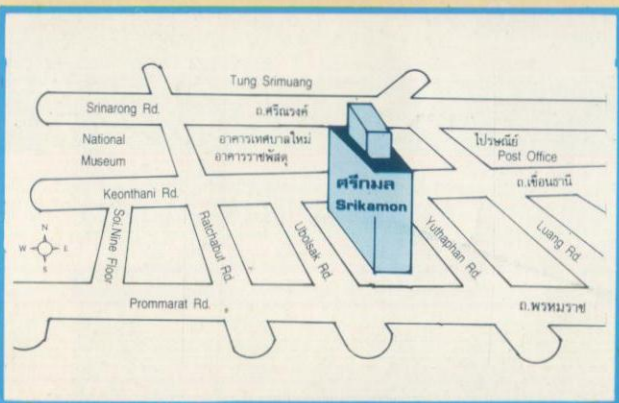 Tung Srimuang
Srinarong Rd.
ถ.ศรีณรงค์
National
Museum
อาคารเทศบาลใหม่
อาคารราชพัสดุ
ไปรษณีย์
Post Office
ศรีกมล
Srikamon
Keonthani Rd.
ถ.เขื่อนธานี
N
W
E
S
Soi.Nine Floor
Ratchabut Rd.
Ubolsak Rd.
Yuthaphan Rd.
Luang Rd.
Prommarat Rd.
ถ.พรหมราช